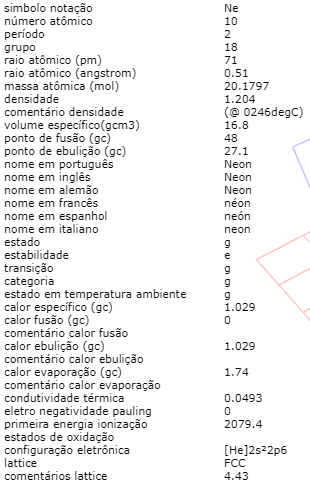 simbolo notação Ne
número atômico 10
período 2
grupo 18
raio atômico (pm) 71
raio atômico (angstrom) 0.51
massa atômica (mol) 20.1797
densidade 1.204
comentário densidade (@ 0246degC)
volume específico(gcm3) 16.8
ponto de fusão (gc) 48
ponto de ebulição (gc) 27.1
nome em português Neon
nome em inglês Neon
nome em alemão Neon
nome em francês néon
nome em espanhol neón
nome em italiano neon
estado g
estabilidade e
transição g
categoria g
estado em temperatura ambiente g
calor específico (gc) 1.029
calor fusão (gc) 0
comentário calor fusão
calor ebulição (gc) 1.029
comentário calor ebulição
calor evaporação (gc) 1.74
comentário calor evaporação
condutividade térmica 0.0493
eletro negatividade pauling 0
primeira energia ionização 2079.4
estados de oxidação
configuração eletrônica [He]2s²2p6
lattice FCC
comentários lattice 4.43